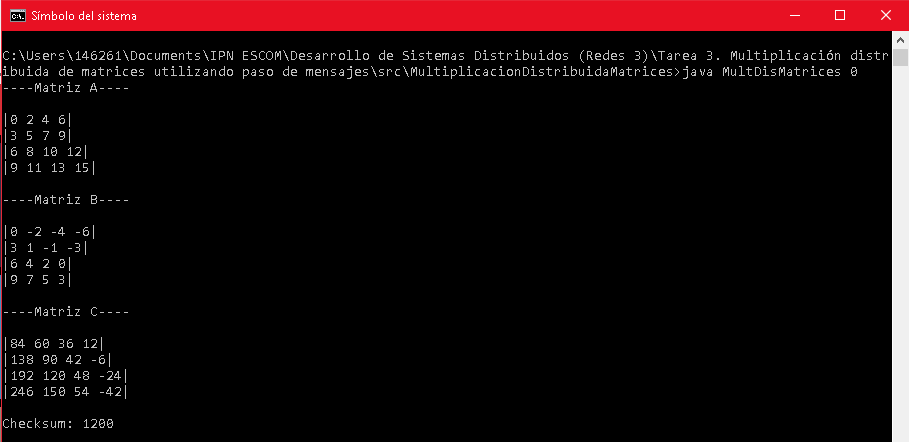 Símbolo del sistema
C:\Users\146261\Documents\IPN ESCOM\Desarrollo de Sistemas Distribuidos (Redes 3)\Tarea 3. Multiplicación distr
ibuida de matrices utilizando paso de mensajes\src\MultiplicacionDistribuidaMatrices>java MultDisMatrices 0
----Matriz A----
|0 2 4 6|
|3 5 7 9|
|6 8 10 12|
|9 11 13 15|
----Matriz B----
|0 -2 -4 -6|
|3 1 -1 -3|
|6 4 2 0|
|9 7 5 3|
----Matriz C----
|84 60 36 12|
|138 90 42 -6|
|192 120 48 -24|
|246 150 54 -42|
Checksum: 1200